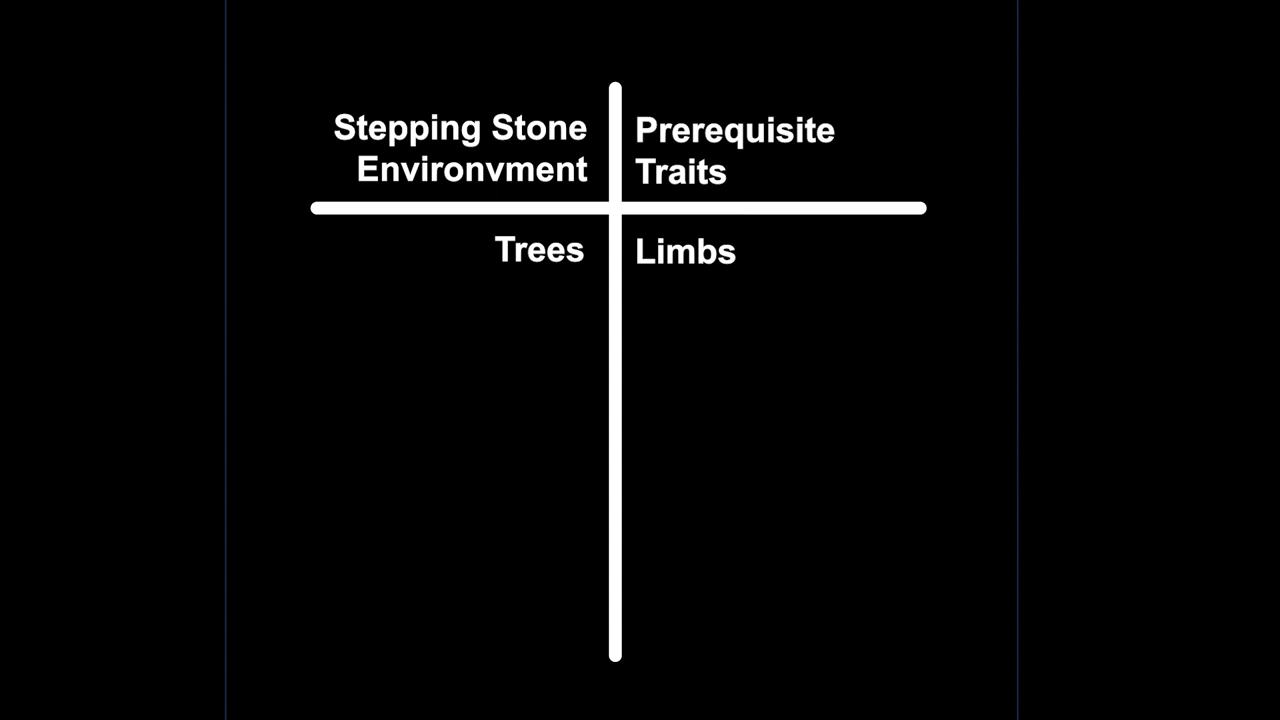 Stepping Stone
Environvment
Prerequisite
Traits
Trees
Limbs